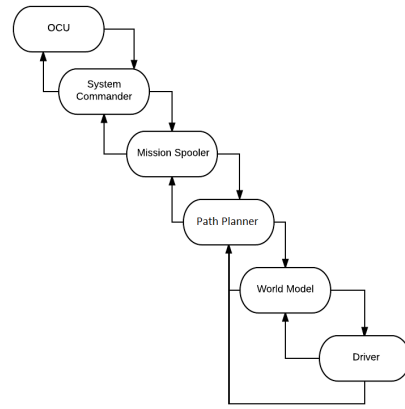 OCU
System
Commander
Mission Spooler
Path Planner
World Model
Driver